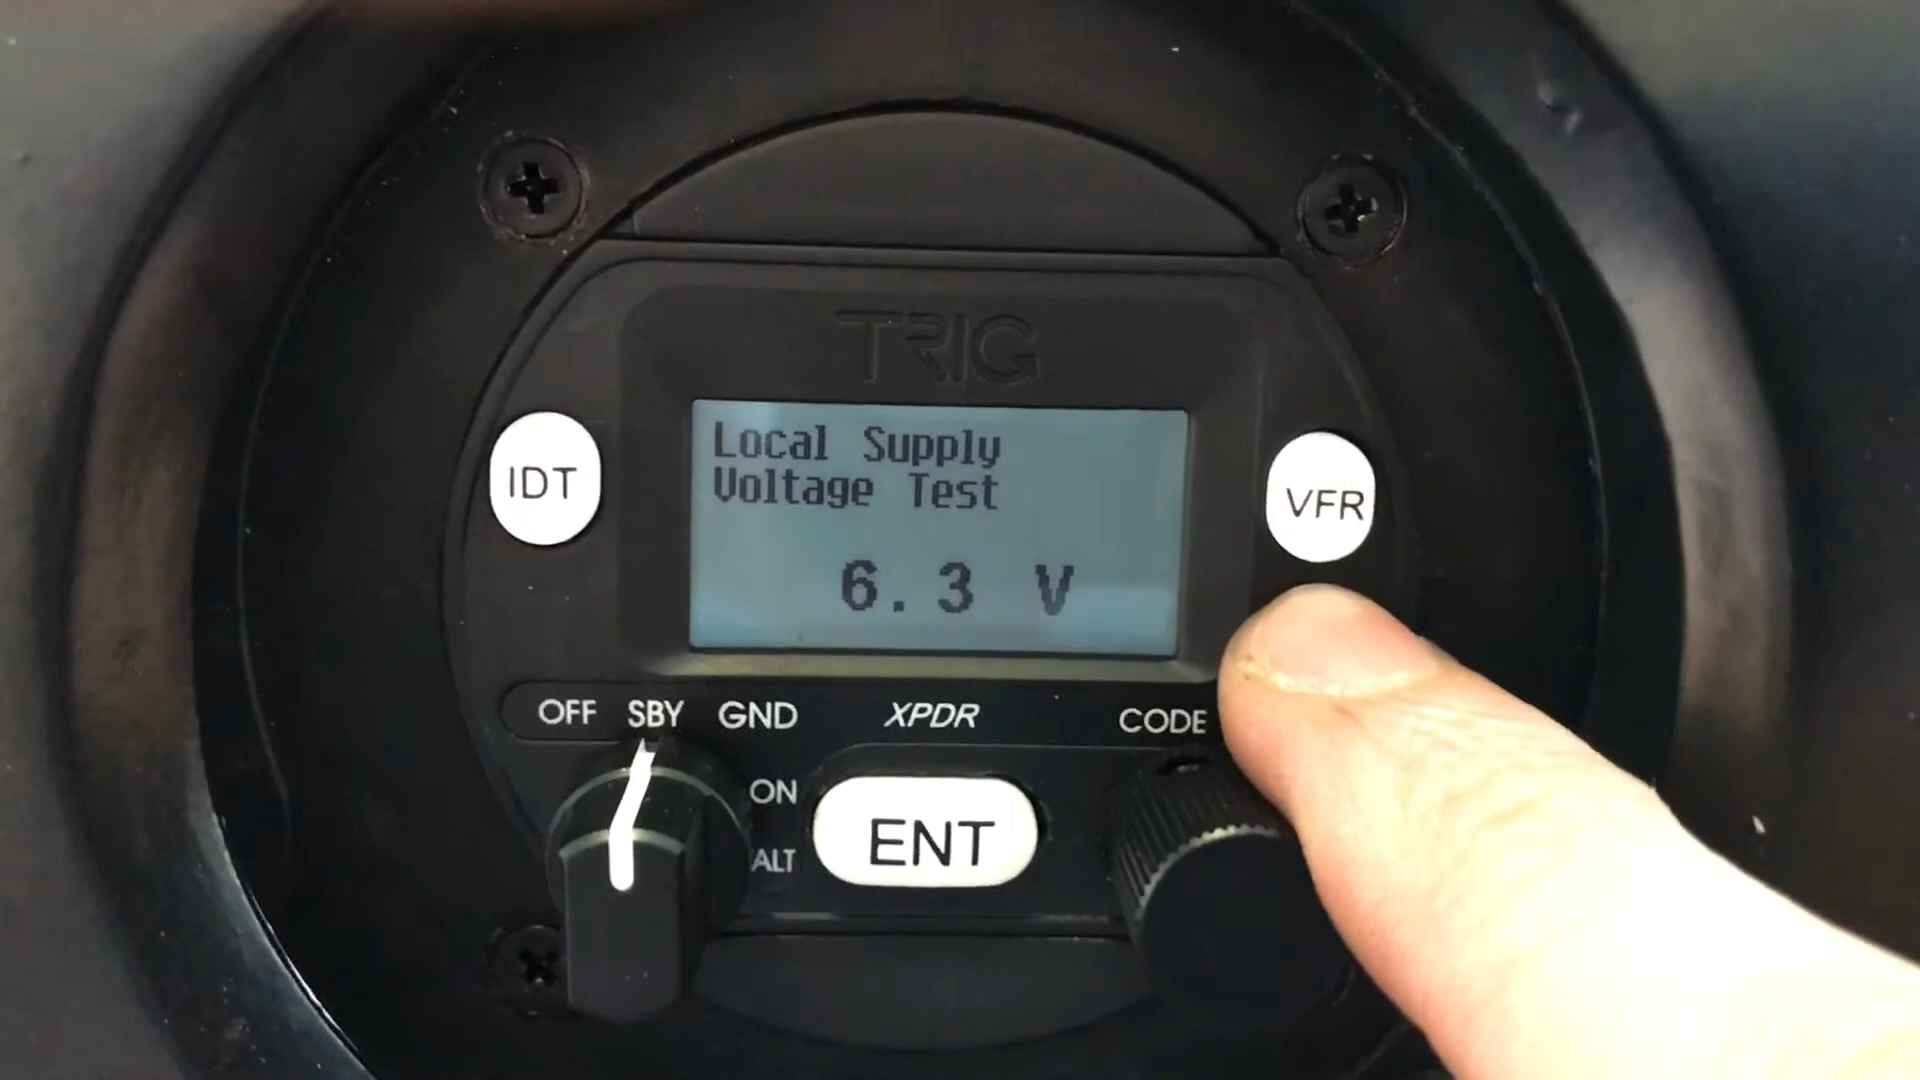 TRIG
IDT
Local Supply
Voltage Test
6.3 V
VFR
OFF SBY GND XPDR CODE
ON
ALT
ENT